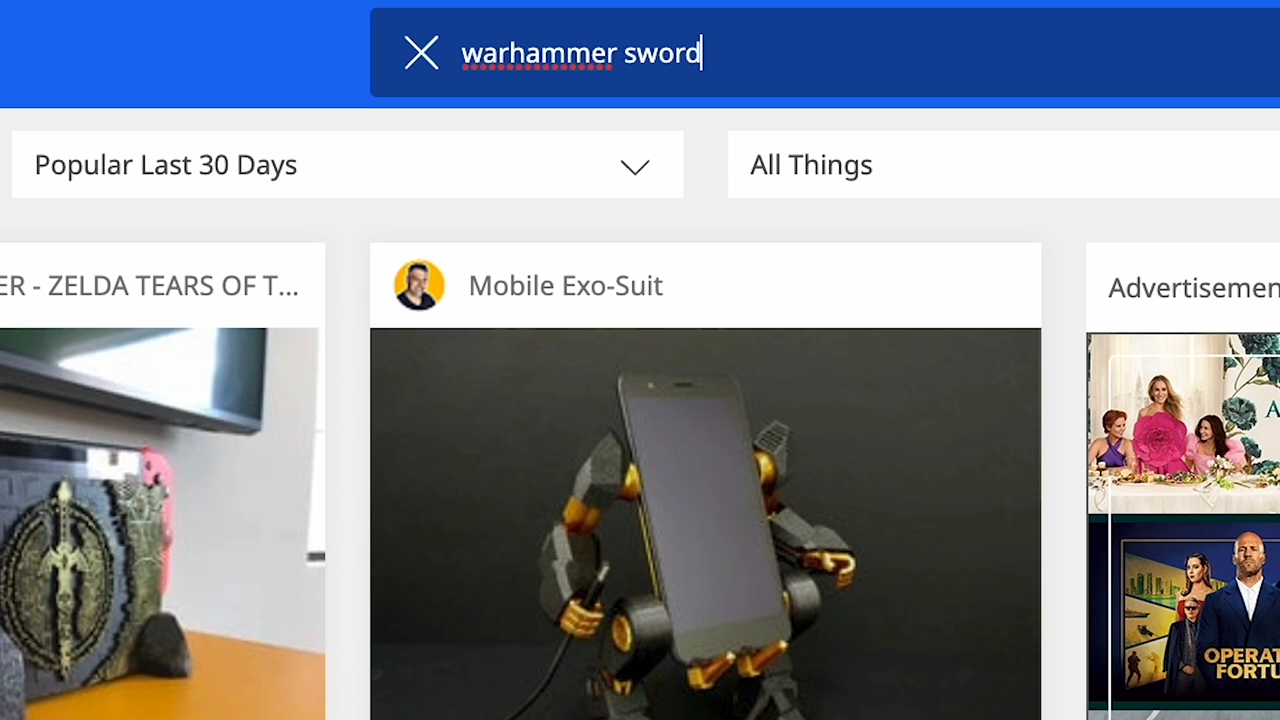 warhammer sword
Popular Last 30 Days
All Things
ER - ZELDA TEARS OF T...
Mobile Exo-Suit
Advertisemen
A
OPERAT
FORTU